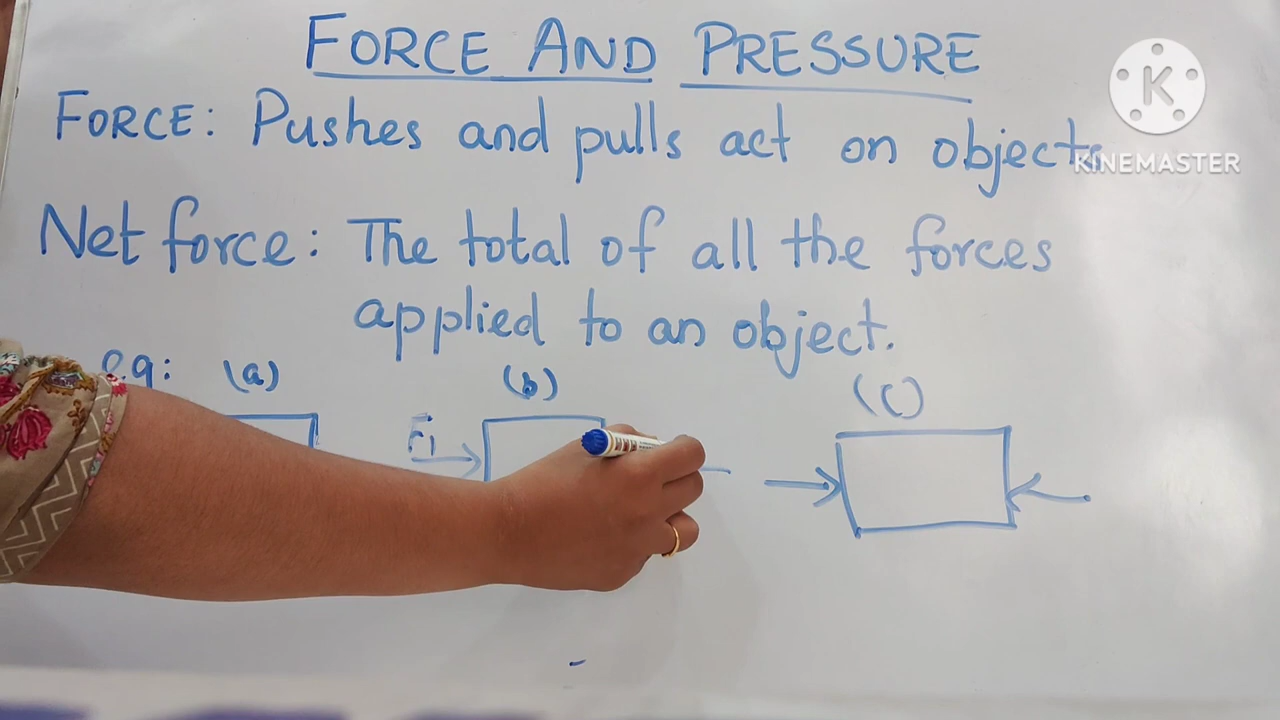 FORCE AND PRESSURE
FORCE: Pushes and pulls act on objects
K
KINEMASTER
Net force: The total of all the forces
applied to an object.
e.g: (a) (b) (c)
F1